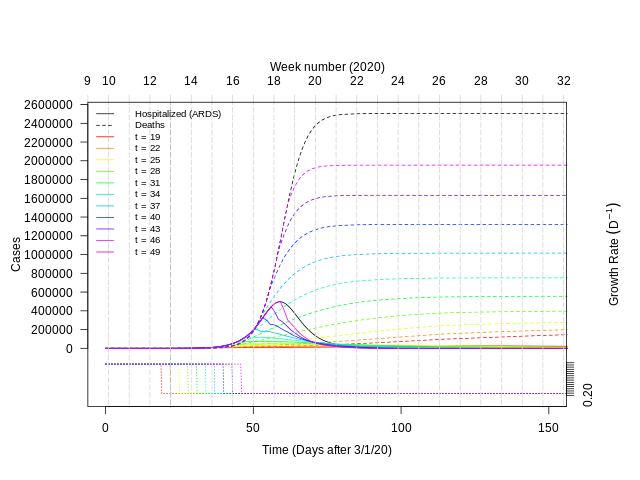 Week number (2020)
9 10 12 14 16 18 20 22 24 26 28 30 32
2600000
2400000
2200000
2000000
1800000
1600000
1400000
1200000
1000000
800000
600000
400000
200000
0
Cases
Hospitalized (ARDS)
Deaths
t = 19
t = 22
t = 25
t = 28
t = 31
t = 34
t = 37
t = 40
t = 43
t = 46
t = 49
Growth Rate (D⁻¹)
0.20
0 50 100 150
Time (Days after 3/1/20)